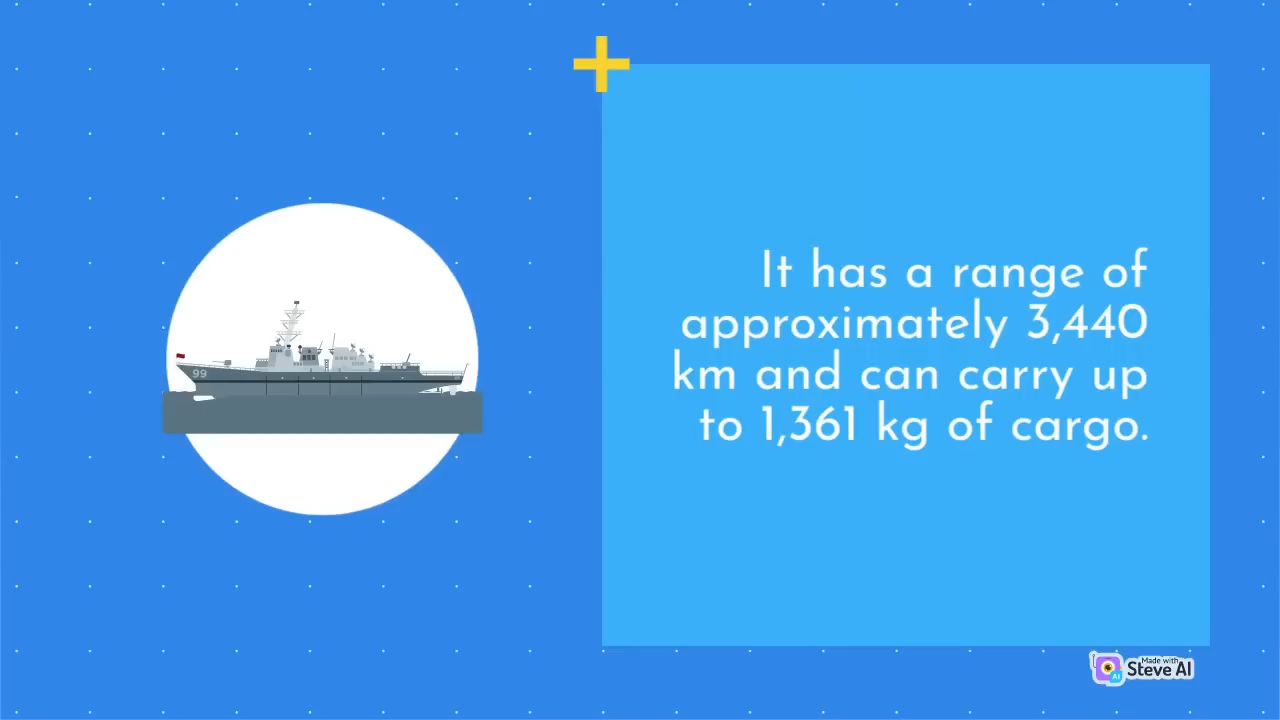 99
It has a range of
approximately 3,440
km and can carry up
to 1,361 kg of cargo.
Made with
Steve AI
AI